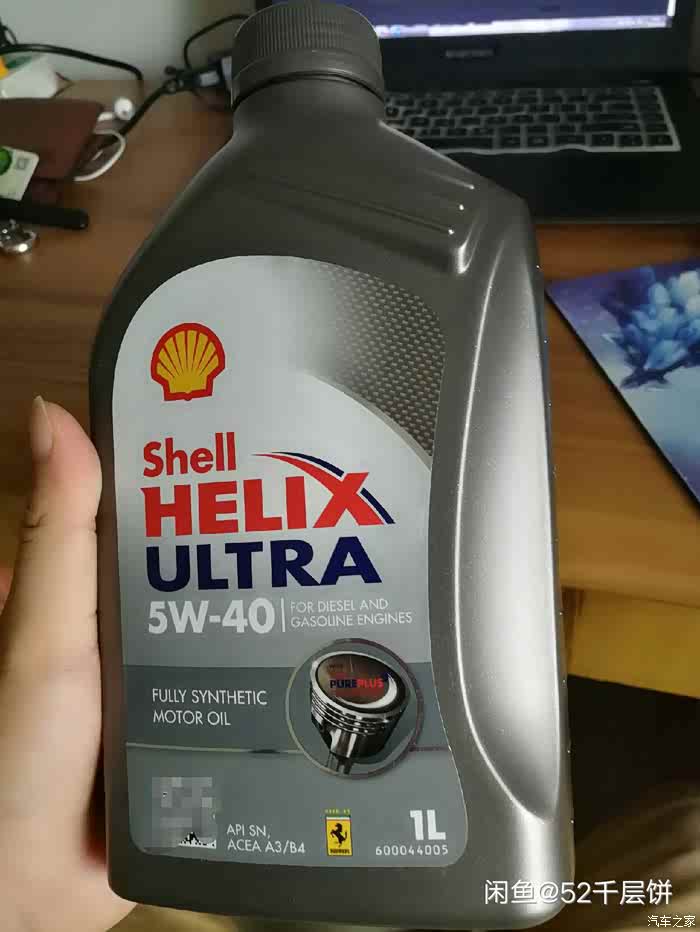 Shell
HELIX
ULTRA
5W-40
FOR DIESEL AND
GASOLINE ENGINES
PUREPLUS
FULLY SYNTHETIC
MOTOR OIL
API SN,
ACEA A3/B4
1L
600044005
闲鱼@52千层饼
汽车之家